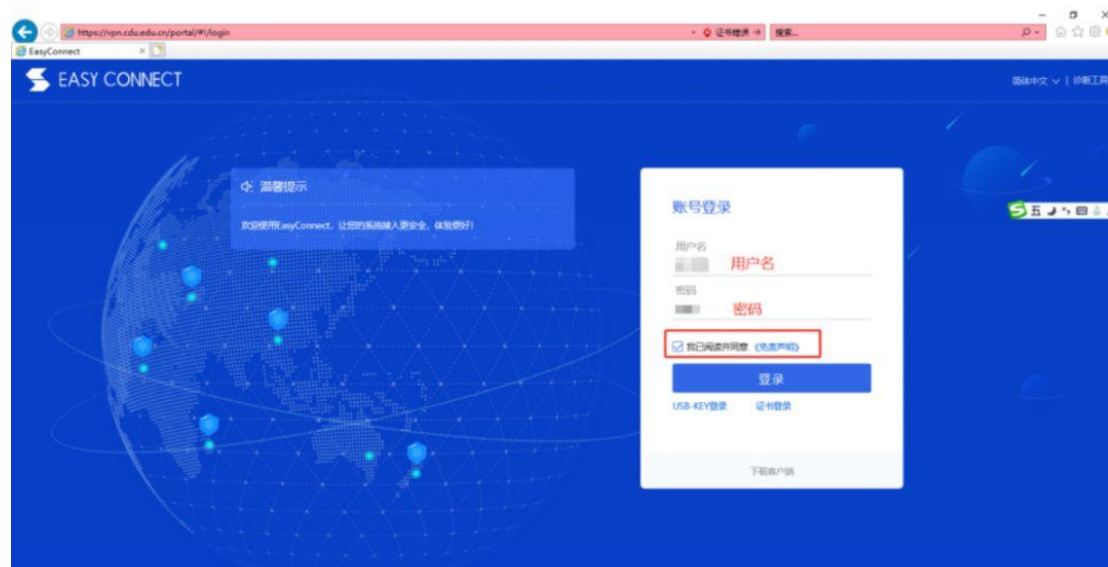 https://vpn.cdu.edu.cn/portal/#!/login
证书错误
搜索...
EasyConnect
EASY CONNECT
简体中文
诊断工具
温馨提示
欢迎使用EasyConnect，让您的系统接入更安全，体验更好！
五
账号登录
用户名
用户名
密码
密码
我已阅读并同意 《免责声明》
登录
USB-KEY登录 证书登录
下载客户端